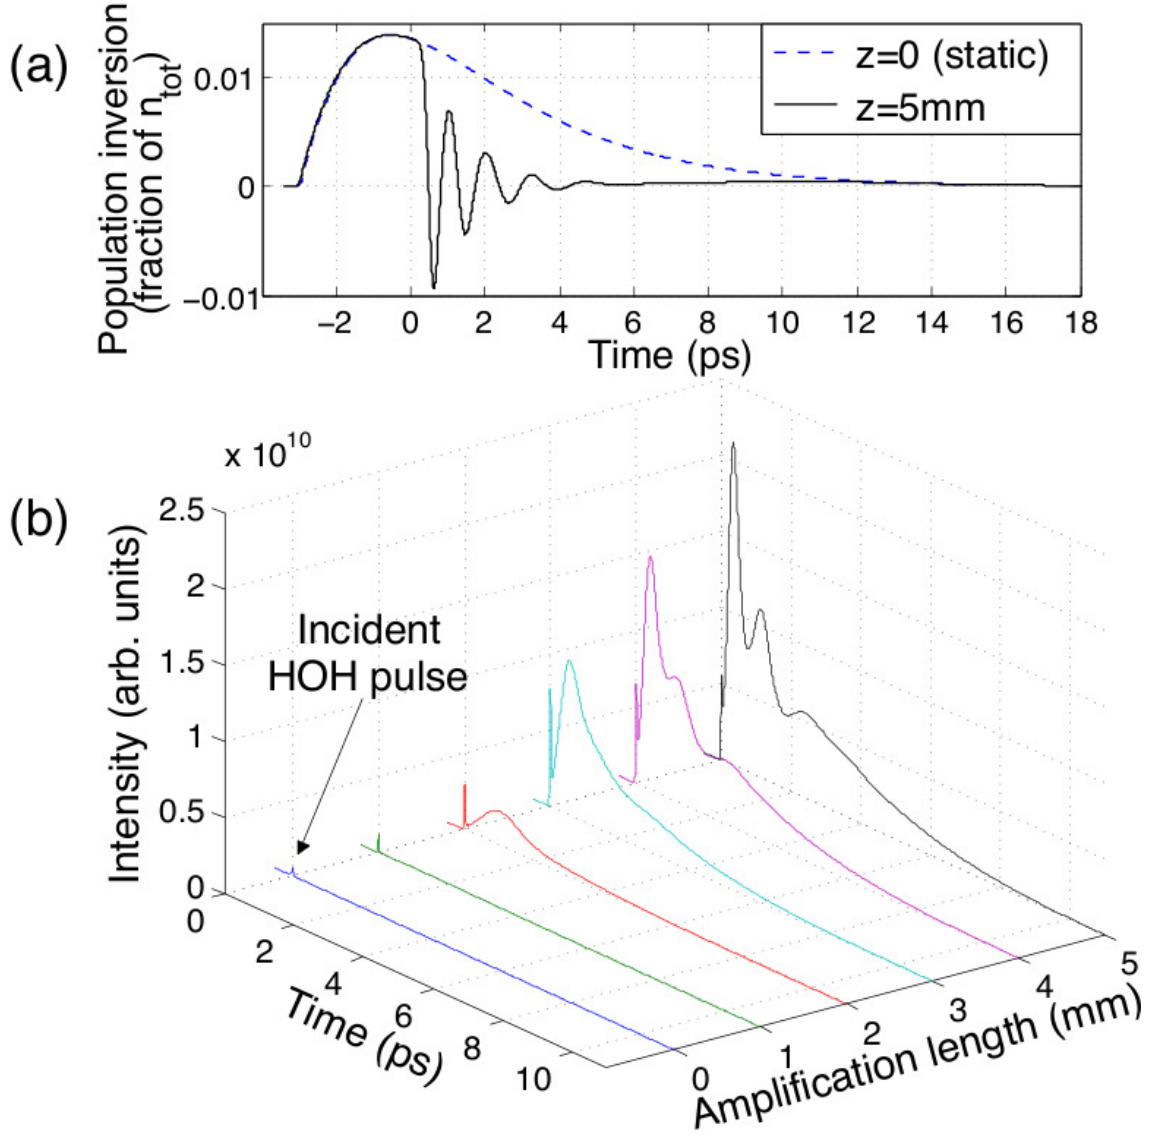 (a)
Population inversion
(fraction of n_tot)
0.01
0
−0.01
z=0 (static)
z=5mm
−2 0 2 4 6 8 10 12 14 16 18
Time (ps)
(b)
x 10^10
2.5
2
1.5
1
0.5
0
Intensity (arb. units)
Incident
HOH pulse
0
2
4
6
8
10
Time (ps)
0
1
2
3
4
5
Amplification length (mm)